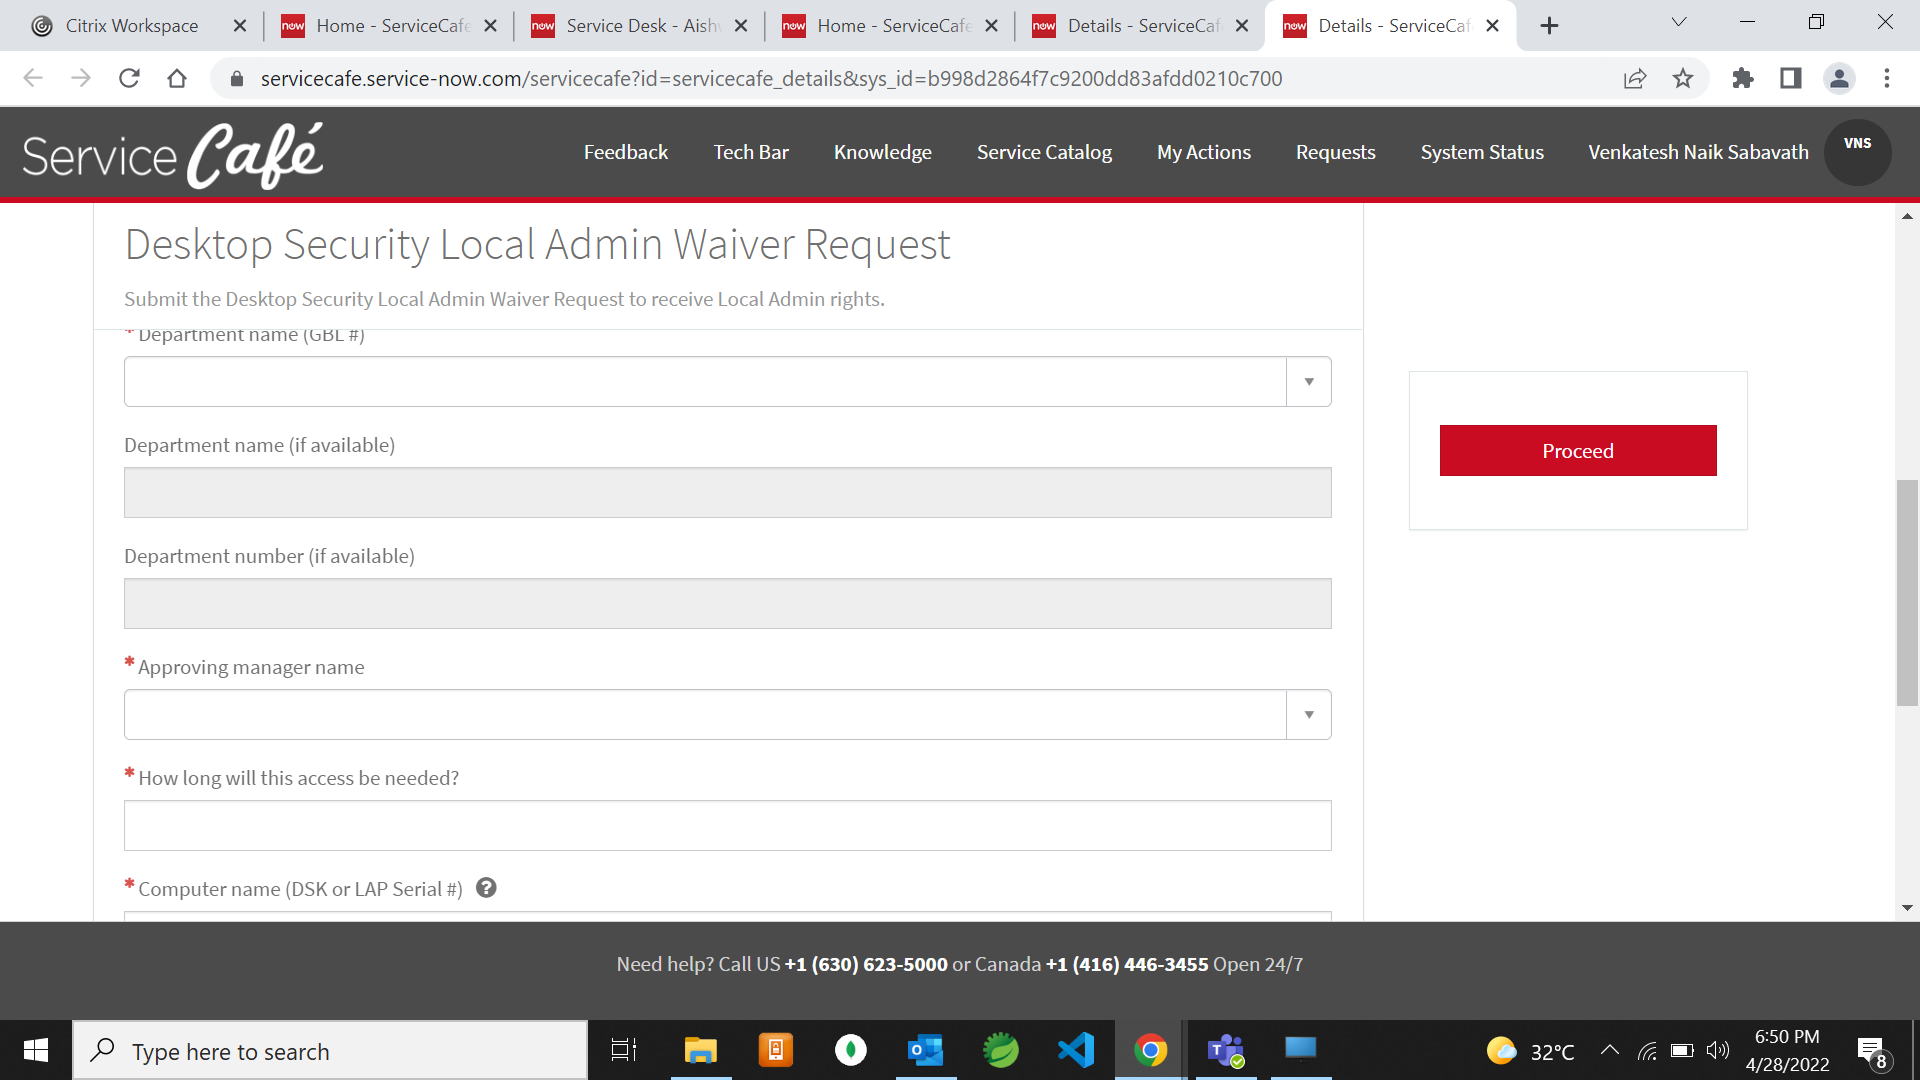 Citrix Workspace
now Home - ServiceCafe
now Service Desk - Aishw
now Home - ServiceCafe
now Details - ServiceCaf
now Details - ServiceCaf
servicecafe.service-now.com/servicecafe?id=servicecafe_details&sys_id=b998d2864f7c9200dd83afdd0210c700
Service Café
Feedback
Tech Bar
Knowledge
Service Catalog
My Actions
Requests
System Status
Venkatesh Naik Sabavath
VNS
Desktop Security Local Admin Waiver Request
Submit the Desktop Security Local Admin Waiver Request to receive Local Admin rights.
* Department name (GBL #)
Proceed
Department name (if available)
Department number (if available)
* Approving manager name
* How long will this access be needed?
* Computer name (DSK or LAP Serial #) ?
Need help? Call US +1 (630) 623-5000 or Canada +1 (416) 446-3455 Open 24/7
Type here to search
32°C
6:50 PM
4/28/2022
8